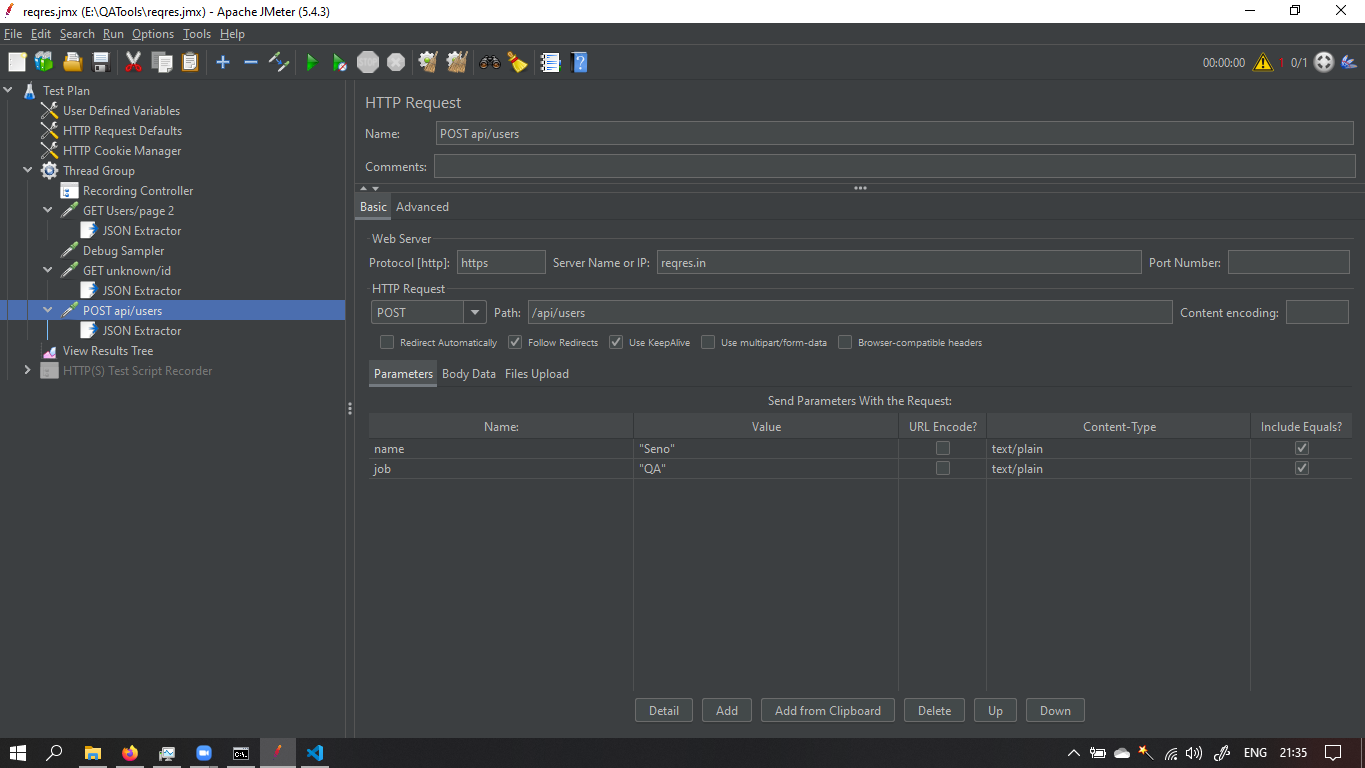 reqres.jmx (E:\QATools\reqres.jmx) - Apache JMeter (5.4.3)
File Edit Search Run Options Tools Help
STOP 00:00:00 1 0/1
Test Plan
User Defined Variables
HTTP Request Defaults
HTTP Cookie Manager
Thread Group
Recording Controller
GET Users/page 2
JSON Extractor
Debug Sampler
GET unknown/id
JSON Extractor
POST api/users
JSON Extractor
View Results Tree
HTTP(S) Test Script Recorder
HTTP Request
Name: POST api/users
Comments:
Basic Advanced
Web Server
Protocol [http]: https Server Name or IP: reqres.in Port Number:
HTTP Request
POST Path: /api/users Content encoding:
Redirect Automatically Follow Redirects Use KeepAlive Use multipart/form-data Browser-compatible headers
Parameters Body Data Files Upload
Send Parameters With the Request:
Name: Value URL Encode? Content-Type Include Equals?
name "Seno" text/plain
job "QA" text/plain
Detail Add Add from Clipboard Delete Up Down
ENG 21:35